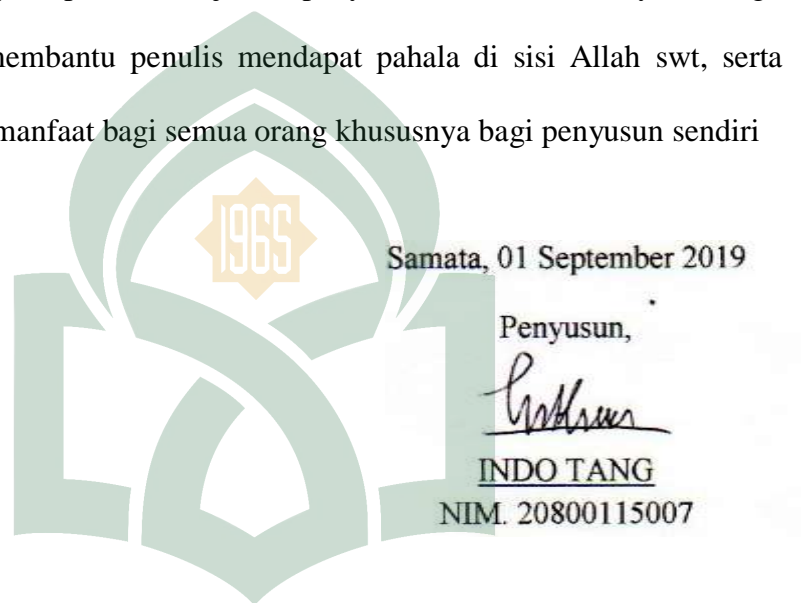 membantu penulis mendapat pahala di sisi Allah swt, serta
manfaat bagi semua orang khususnya bagi penyusun sendiri
1965
Samata, 01 September 2019
Penyusun,
INDO TANG
NIM. 20800115007